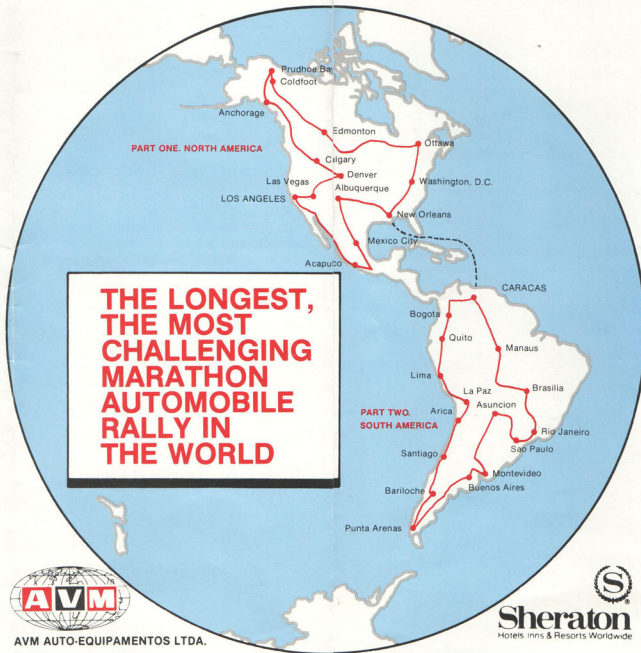 Prudhoe Ba
Coldfoot
Anchorage
Edmonton
Ottawa
PART ONE. NORTH AMERICA
Calgary
Denver
Las Vegas
Albuquerque
Washington, D.C.
LOS ANGELES
New Orleans
Mexico City
Acapulco
CARACAS
THE LONGEST,
THE MOST
CHALLENGING
MARATHON
AUTOMOBILE
RALLY IN
THE WORLD
Bogota
Quito
Manaus
Lima
La Paz
Brasilia
Asuncion
Arica
PART TWO.
SOUTH AMERICA
Rio Janeiro
Sao Paulo
Santiago
Montevideo
Bariloche
Buenos Aires
Punta Arenas
AVM
AVM AUTO-EQUIPAMENTOS LTDA.
S
Sheraton
Hotels Inns & Resorts Worldwide